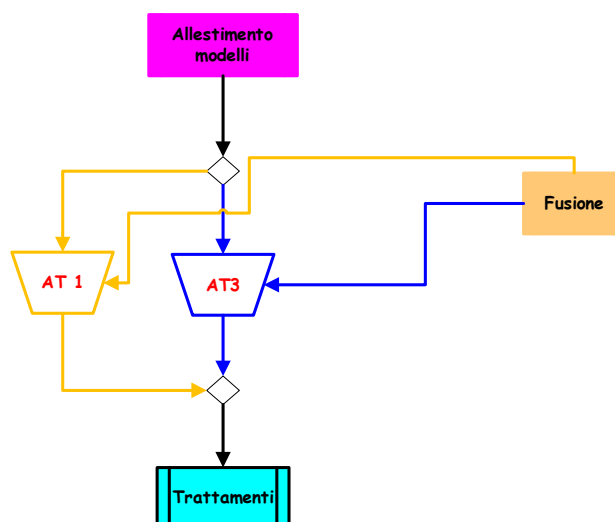 Allestimento
modelli
Fusione
AT 1
AT3
Trattamenti